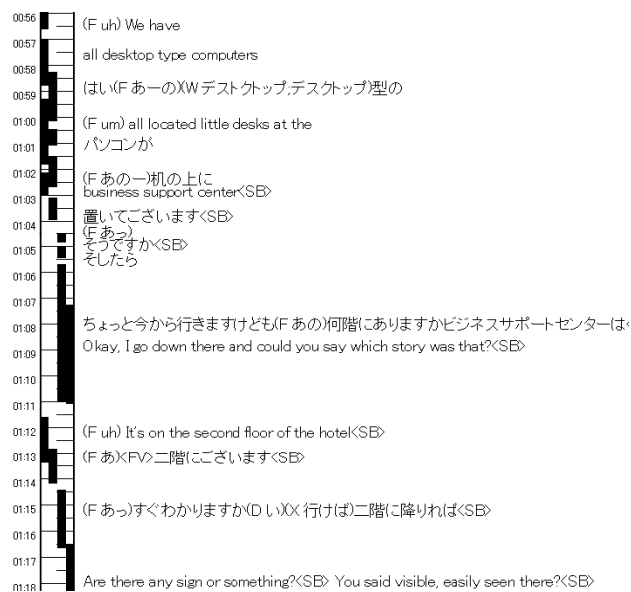 00:56
(F uh) We have
00:57
all desktop type computers
00:58
はい(F あーの)(W デストクトップ;デスクトップ)型の
00:59
01:00
(F um) all located little desks at the
01:01
パソコンが
01:02
(F あのー)机の上に
business support center<SB>
01:03
置いてございます<SB>
01:04
(F あっ)
そうですか<SB>
01:05
そしたら
01:06
01:07
01:08
ちょっと今から行きますけども(F あの)何階にありますかビジネスサポートセンターは<
01:09
Okay, I go down there and could you say which story was that?<SB>
01:10
01:11
01:12
(F uh) It's on the second floor of the hotel<SB>
01:13
(F あ)<FV>二階にございます<SB>
01:14
01:15
(F あっ)すぐわかりますか(D い)(X 行けば)二階に降りれば<SB>
01:16
01:17
01:18
Are there any sign or something?<SB> You said visible, easily seen there?<SB>